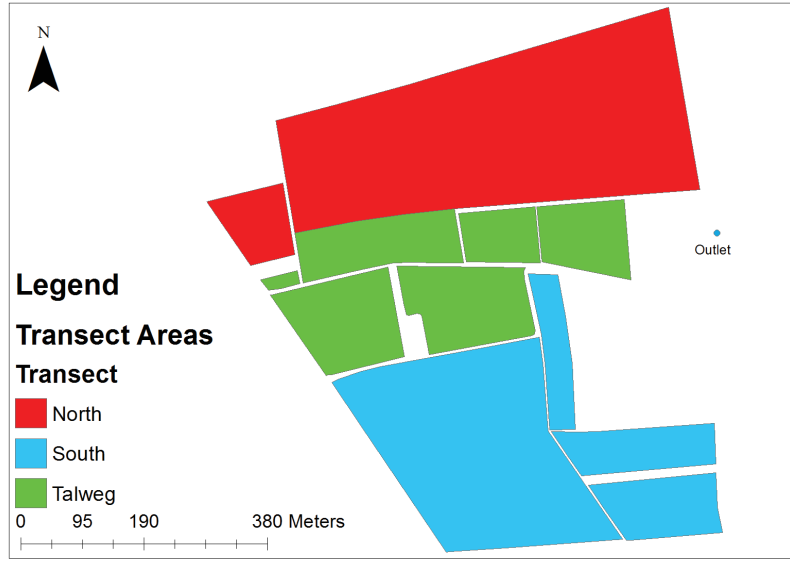 N
Outlet
Legend
Transect Areas
Transect
North
South
Talweg
0 95 190 380 Meters